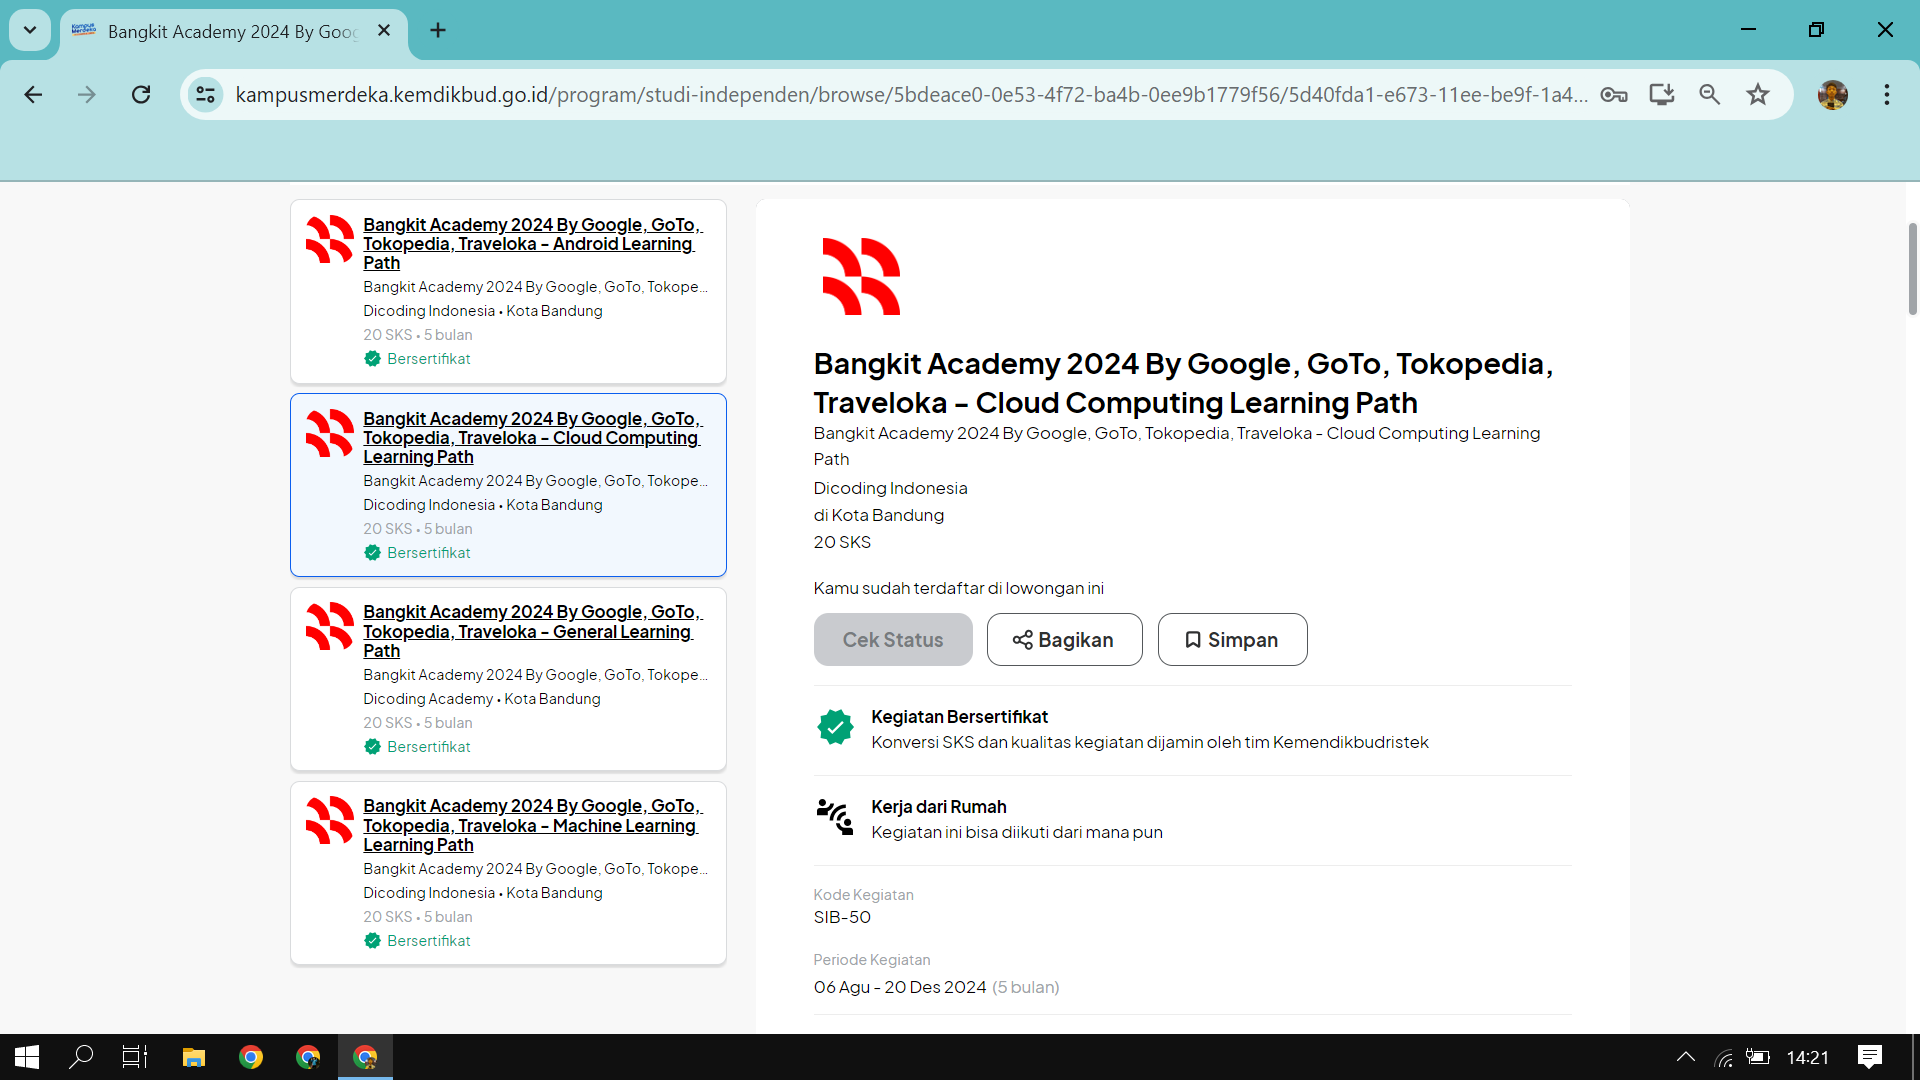 Bangkit Academy 2024 By Goog
kampusmerdeka.kemdikbud.go.id/program/studi-independen/browse/5bdeace0-0e53-4f72-ba4b-0ee9b1779f56/5d40fda1-e673-11ee-be9f-1a4...
Bangkit Academy 2024 By Google, GoTo,
Tokopedia, Traveloka - Android Learning
Path
Bangkit Academy 2024 By Google, GoTo, Tokope...
Dicoding Indonesia • Kota Bandung
20 SKS • 5 bulan
Bersertifikat
Bangkit Academy 2024 By Google, GoTo,
Tokopedia, Traveloka - Cloud Computing
Learning Path
Bangkit Academy 2024 By Google, GoTo, Tokope...
Dicoding Indonesia • Kota Bandung
20 SKS • 5 bulan
Bersertifikat
Bangkit Academy 2024 By Google, GoTo,
Tokopedia, Traveloka - General Learning
Path
Bangkit Academy 2024 By Google, GoTo, Tokope...
Dicoding Academy • Kota Bandung
20 SKS • 5 bulan
Bersertifikat
Bangkit Academy 2024 By Google, GoTo,
Tokopedia, Traveloka - Machine Learning
Learning Path
Bangkit Academy 2024 By Google, GoTo, Tokope...
Dicoding Indonesia • Kota Bandung
20 SKS • 5 bulan
Bersertifikat
Bangkit Academy 2024 By Google, GoTo, Tokopedia,
Traveloka - Cloud Computing Learning Path
Bangkit Academy 2024 By Google, GoTo, Tokopedia, Traveloka - Cloud Computing Learning
Path
Dicoding Indonesia
di Kota Bandung
20 SKS
Kamu sudah terdaftar di lowongan ini
Cek Status
Bagikan
Simpan
Kegiatan Bersertifikat
Konversi SKS dan kualitas kegiatan dijamin oleh tim Kemendikbudristek
Kerja dari Rumah
Kegiatan ini bisa diikuti dari mana pun
Kode Kegiatan
SIB-50
Periode Kegiatan
06 Agu - 20 Des 2024 (5 bulan)
14:21